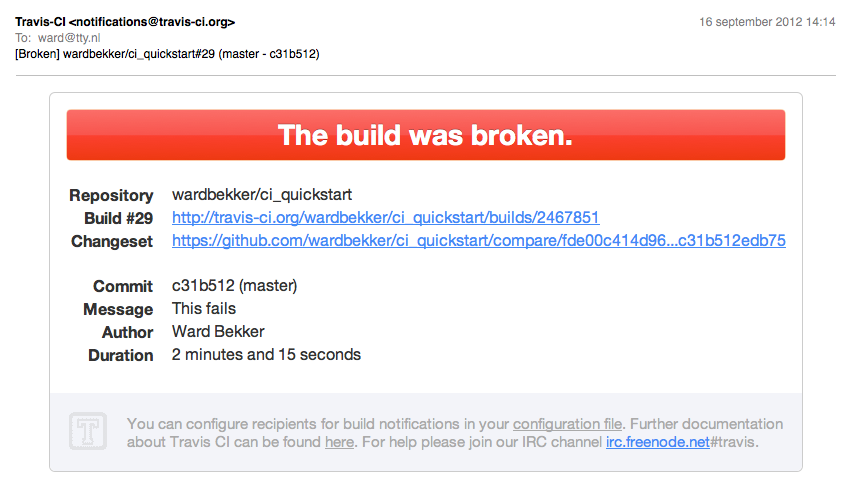 Travis-CI <notifications@travis-ci.org>
16 september 2012 14:14
To: ward@tty.nl
[Broken] wardbekker/ci_quickstart#29 (master - c31b512)
The build was broken.
Repository wardbekker/ci_quickstart
Build #29 http://travis-ci.org/wardbekker/ci_quickstart/builds/2467851
Changeset https://github.com/wardbekker/ci_quickstart/compare/fde00c414d96...c31b512edb75
Commit c31b512 (master)
Message This fails
Author Ward Bekker
Duration 2 minutes and 15 seconds
T
You can configure recipients for build notifications in your configuration file. Further documentation
about Travis CI can be found here. For help please join our IRC channel irc.freenode.net#travis.